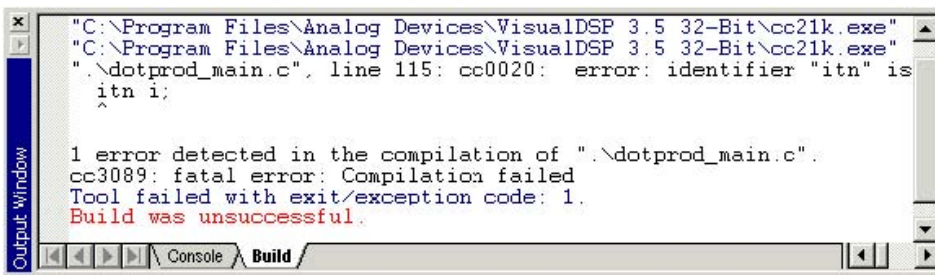 "C:\Program Files\Analog Devices\VisualDSP 3.5 32-Bit\cc21k.exe"
"C:\Program Files\Analog Devices\VisualDSP 3.5 32-Bit\cc21k.exe"
".\dotprod_main.c", line 115: cc0020:  error: identifier "itn" is
itn i;
^
1 error detected in the compilation of ".\dotprod_main.c".
cc3089: fatal error: Compilation failed
Tool failed with exit/exception code: 1.
Build was unsuccessful.
Output Window
Console Build